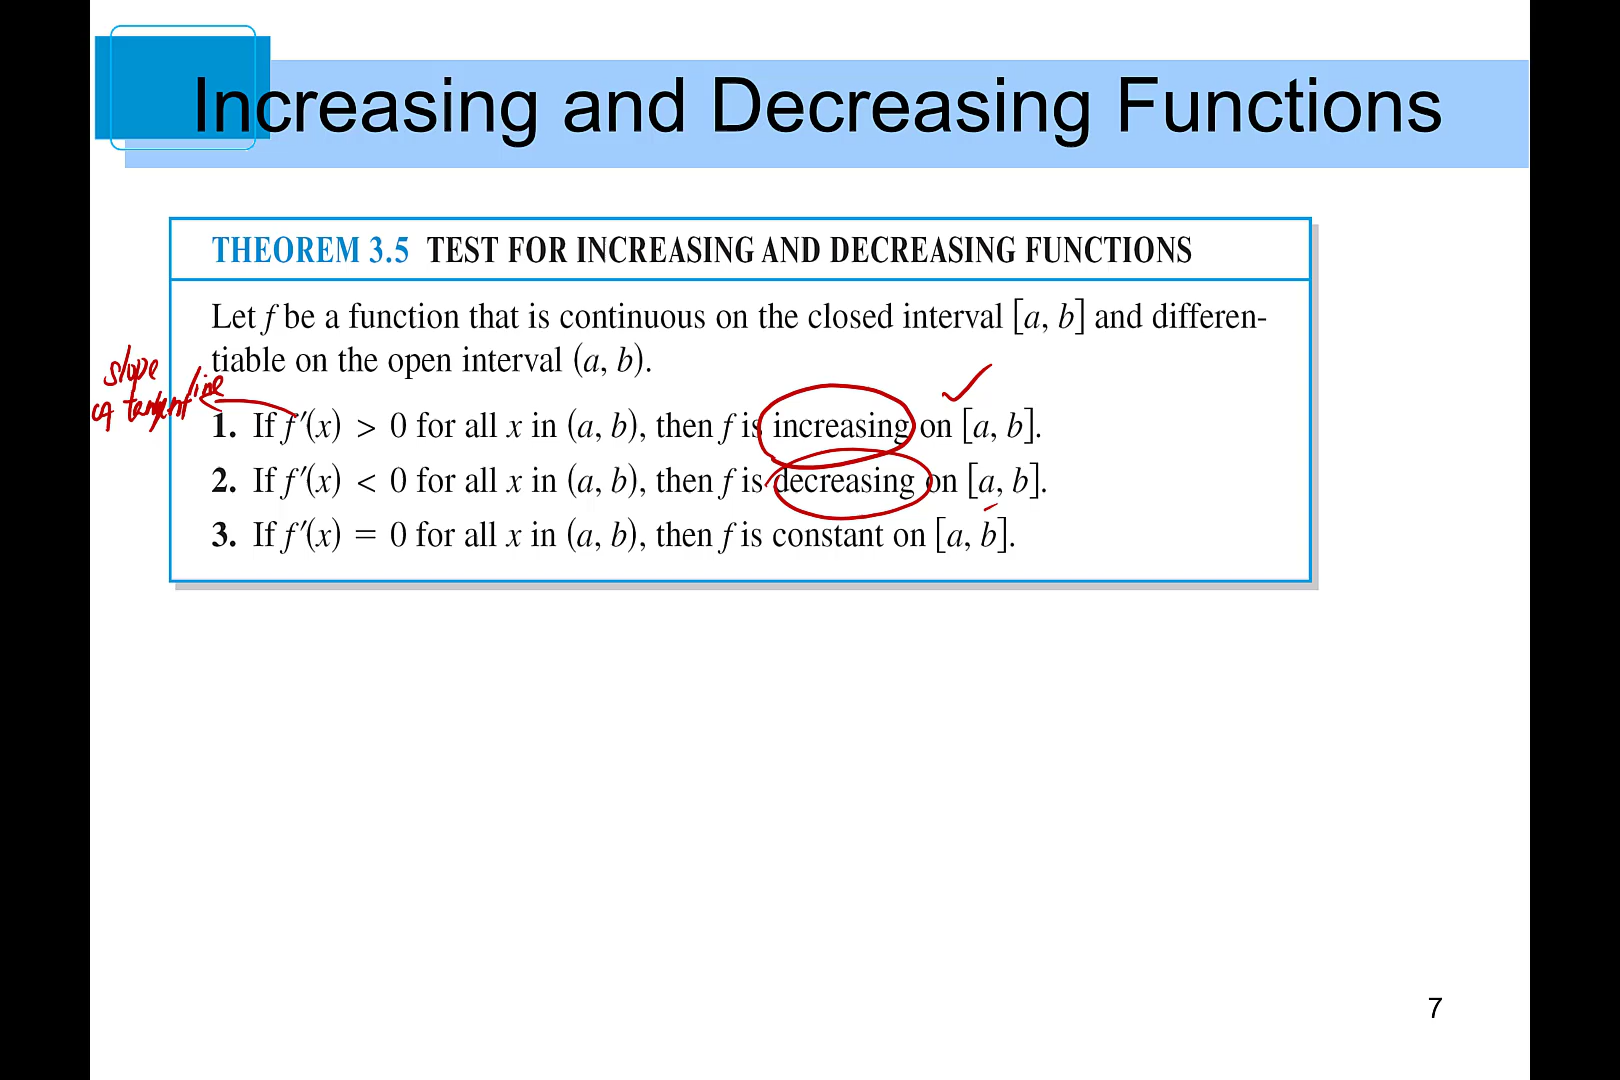 Increasing and Decreasing Functions
THEOREM 3.5 TEST FOR INCREASING AND DECREASING FUNCTIONS
Let f be a function that is continuous on the closed interval [a, b] and differen-
tiable on the open interval (a, b).
slope
of tangent line
1. If f′(x) > 0 for all x in (a, b), then f is increasing on [a, b].
2. If f′(x) < 0 for all x in (a, b), then f is decreasing on [a, b].
3. If f′(x) = 0 for all x in (a, b), then f is constant on [a, b].
7